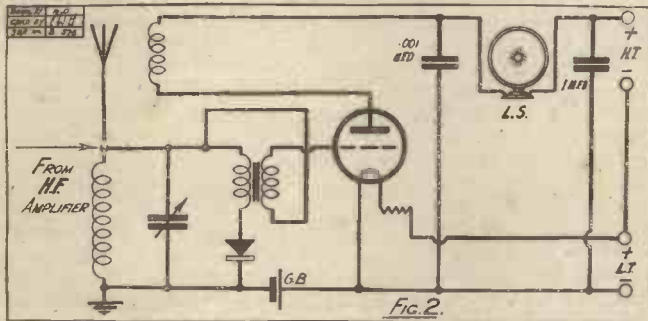 .001
MFD
+
H.T.
−
1 MFD
L.S.
FROM
H.F.
AMPLIFIER
+
L.T.
−
G.B
FIG.2.